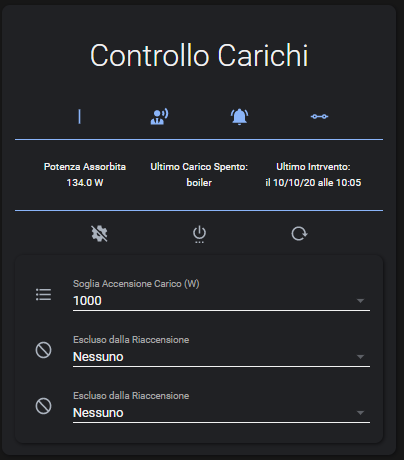 Controllo Carichi
Potenza Assorbita
134.0 W
Ultimo Carico Spento:
boiler
Ultimo Intrvento:
il 10/10/20 alle 10:05
Soglia Accensione Carico (W)
1000
Escluso dalla Riaccensione
Nessuno
Escluso dalla Riaccensione
Nessuno